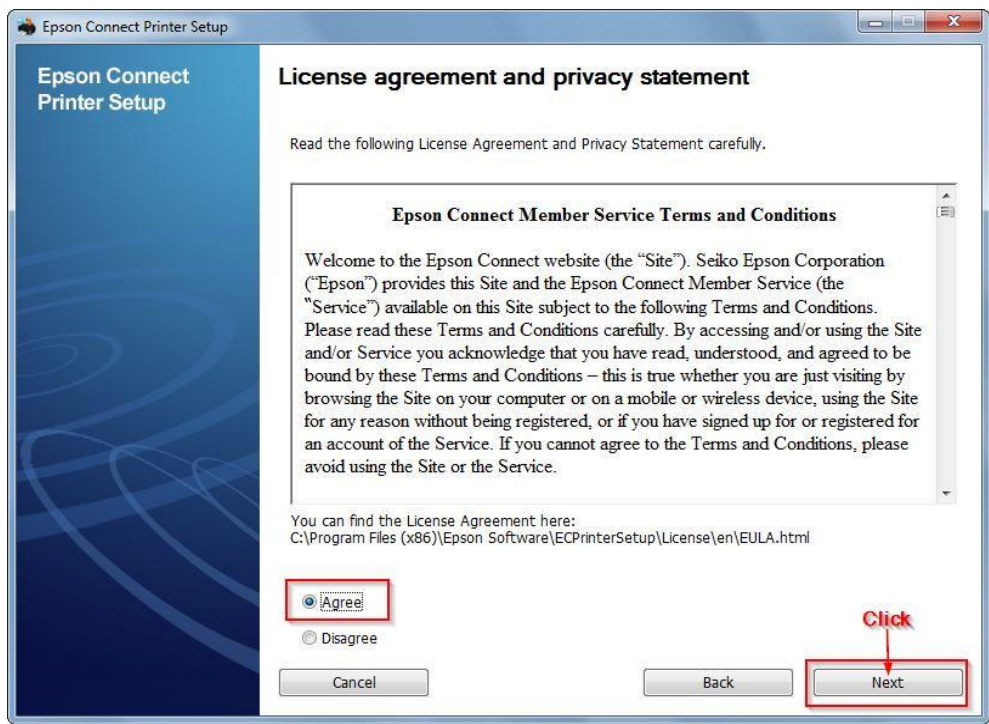 Epson Connect Printer Setup
Epson Connect
Printer Setup
License agreement and privacy statement
Read the following License Agreement and Privacy Statement carefully.
Epson Connect Member Service Terms and Conditions
Welcome to the Epson Connect website (the “Site”). Seiko Epson Corporation
(“Epson”) provides this Site and the Epson Connect Member Service (the
“Service”) available on this Site subject to the following Terms and Conditions.
Please read these Terms and Conditions carefully. By accessing and/or using the Site
and/or Service you acknowledge that you have read, understood, and agreed to be
bound by these Terms and Conditions – this is true whether you are just visiting by
browsing the Site on your computer or on a mobile or wireless device, using the Site
for any reason without being registered, or if you have signed up for or registered for
an account of the Service. If you cannot agree to the Terms and Conditions, please
avoid using the Site or the Service.
You can find the License Agreement here:
C:\Program Files (x86)\Epson Software\ECPrinterSetup\License\en\EULA.html
Agree
Disagree
Click
Cancel
Back
Next